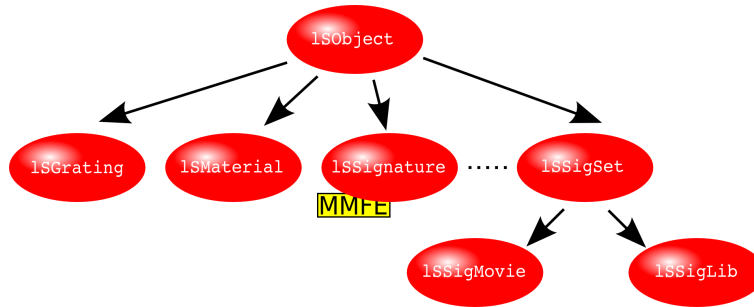 lSObject
lSGrating
lSMaterial
lSSignature
.....
lSSigSet
MMFE
lSSigMovie
lSSigLib